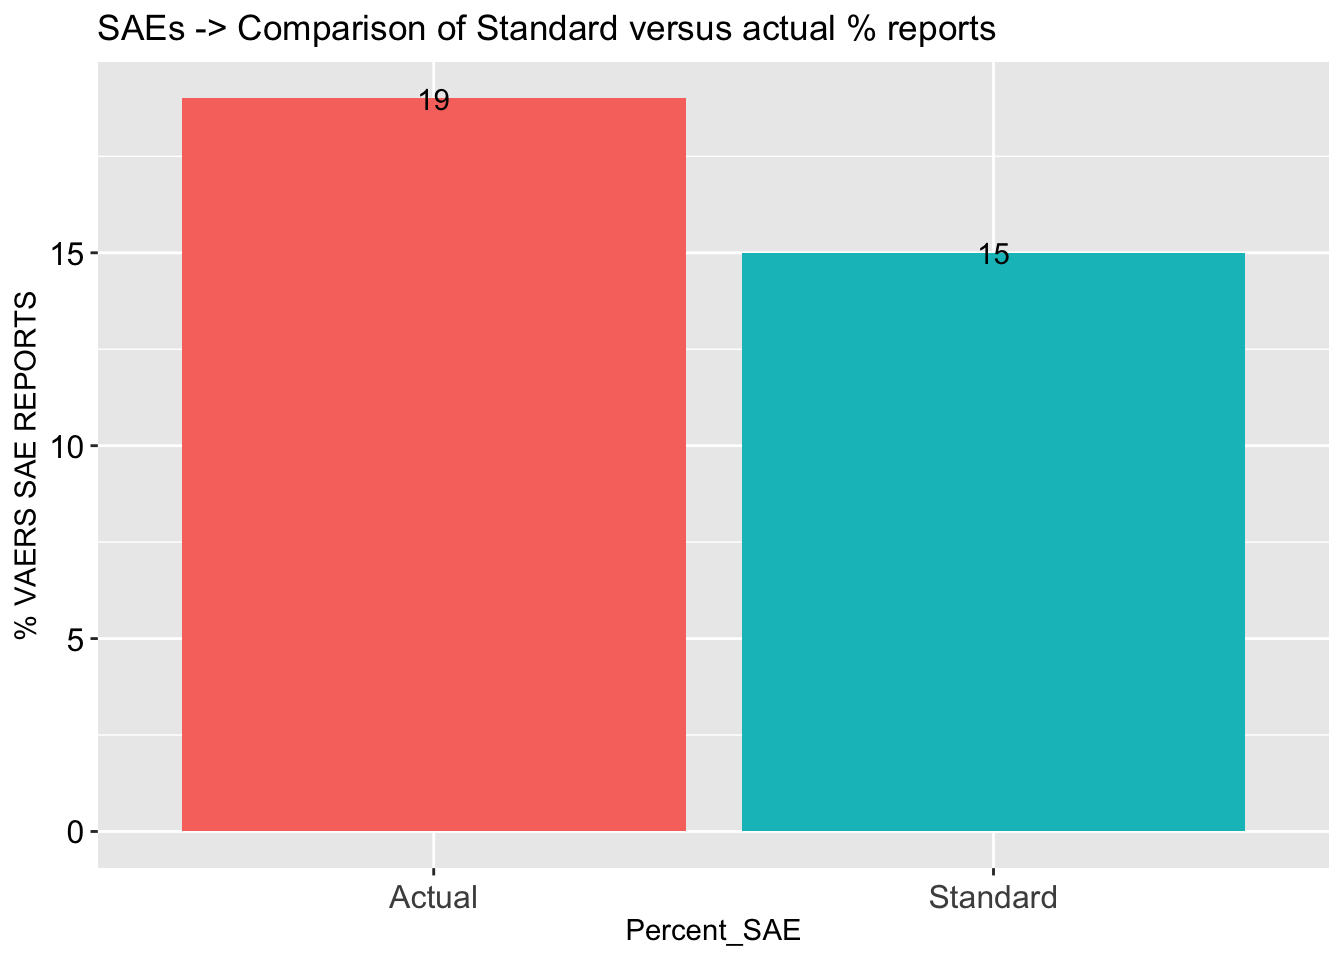 SAEs -> Comparison of Standard versus actual % reports
% VAERS SAE REPORTS
19
15
15
10
5
0
Actual
Standard
Percent_SAE